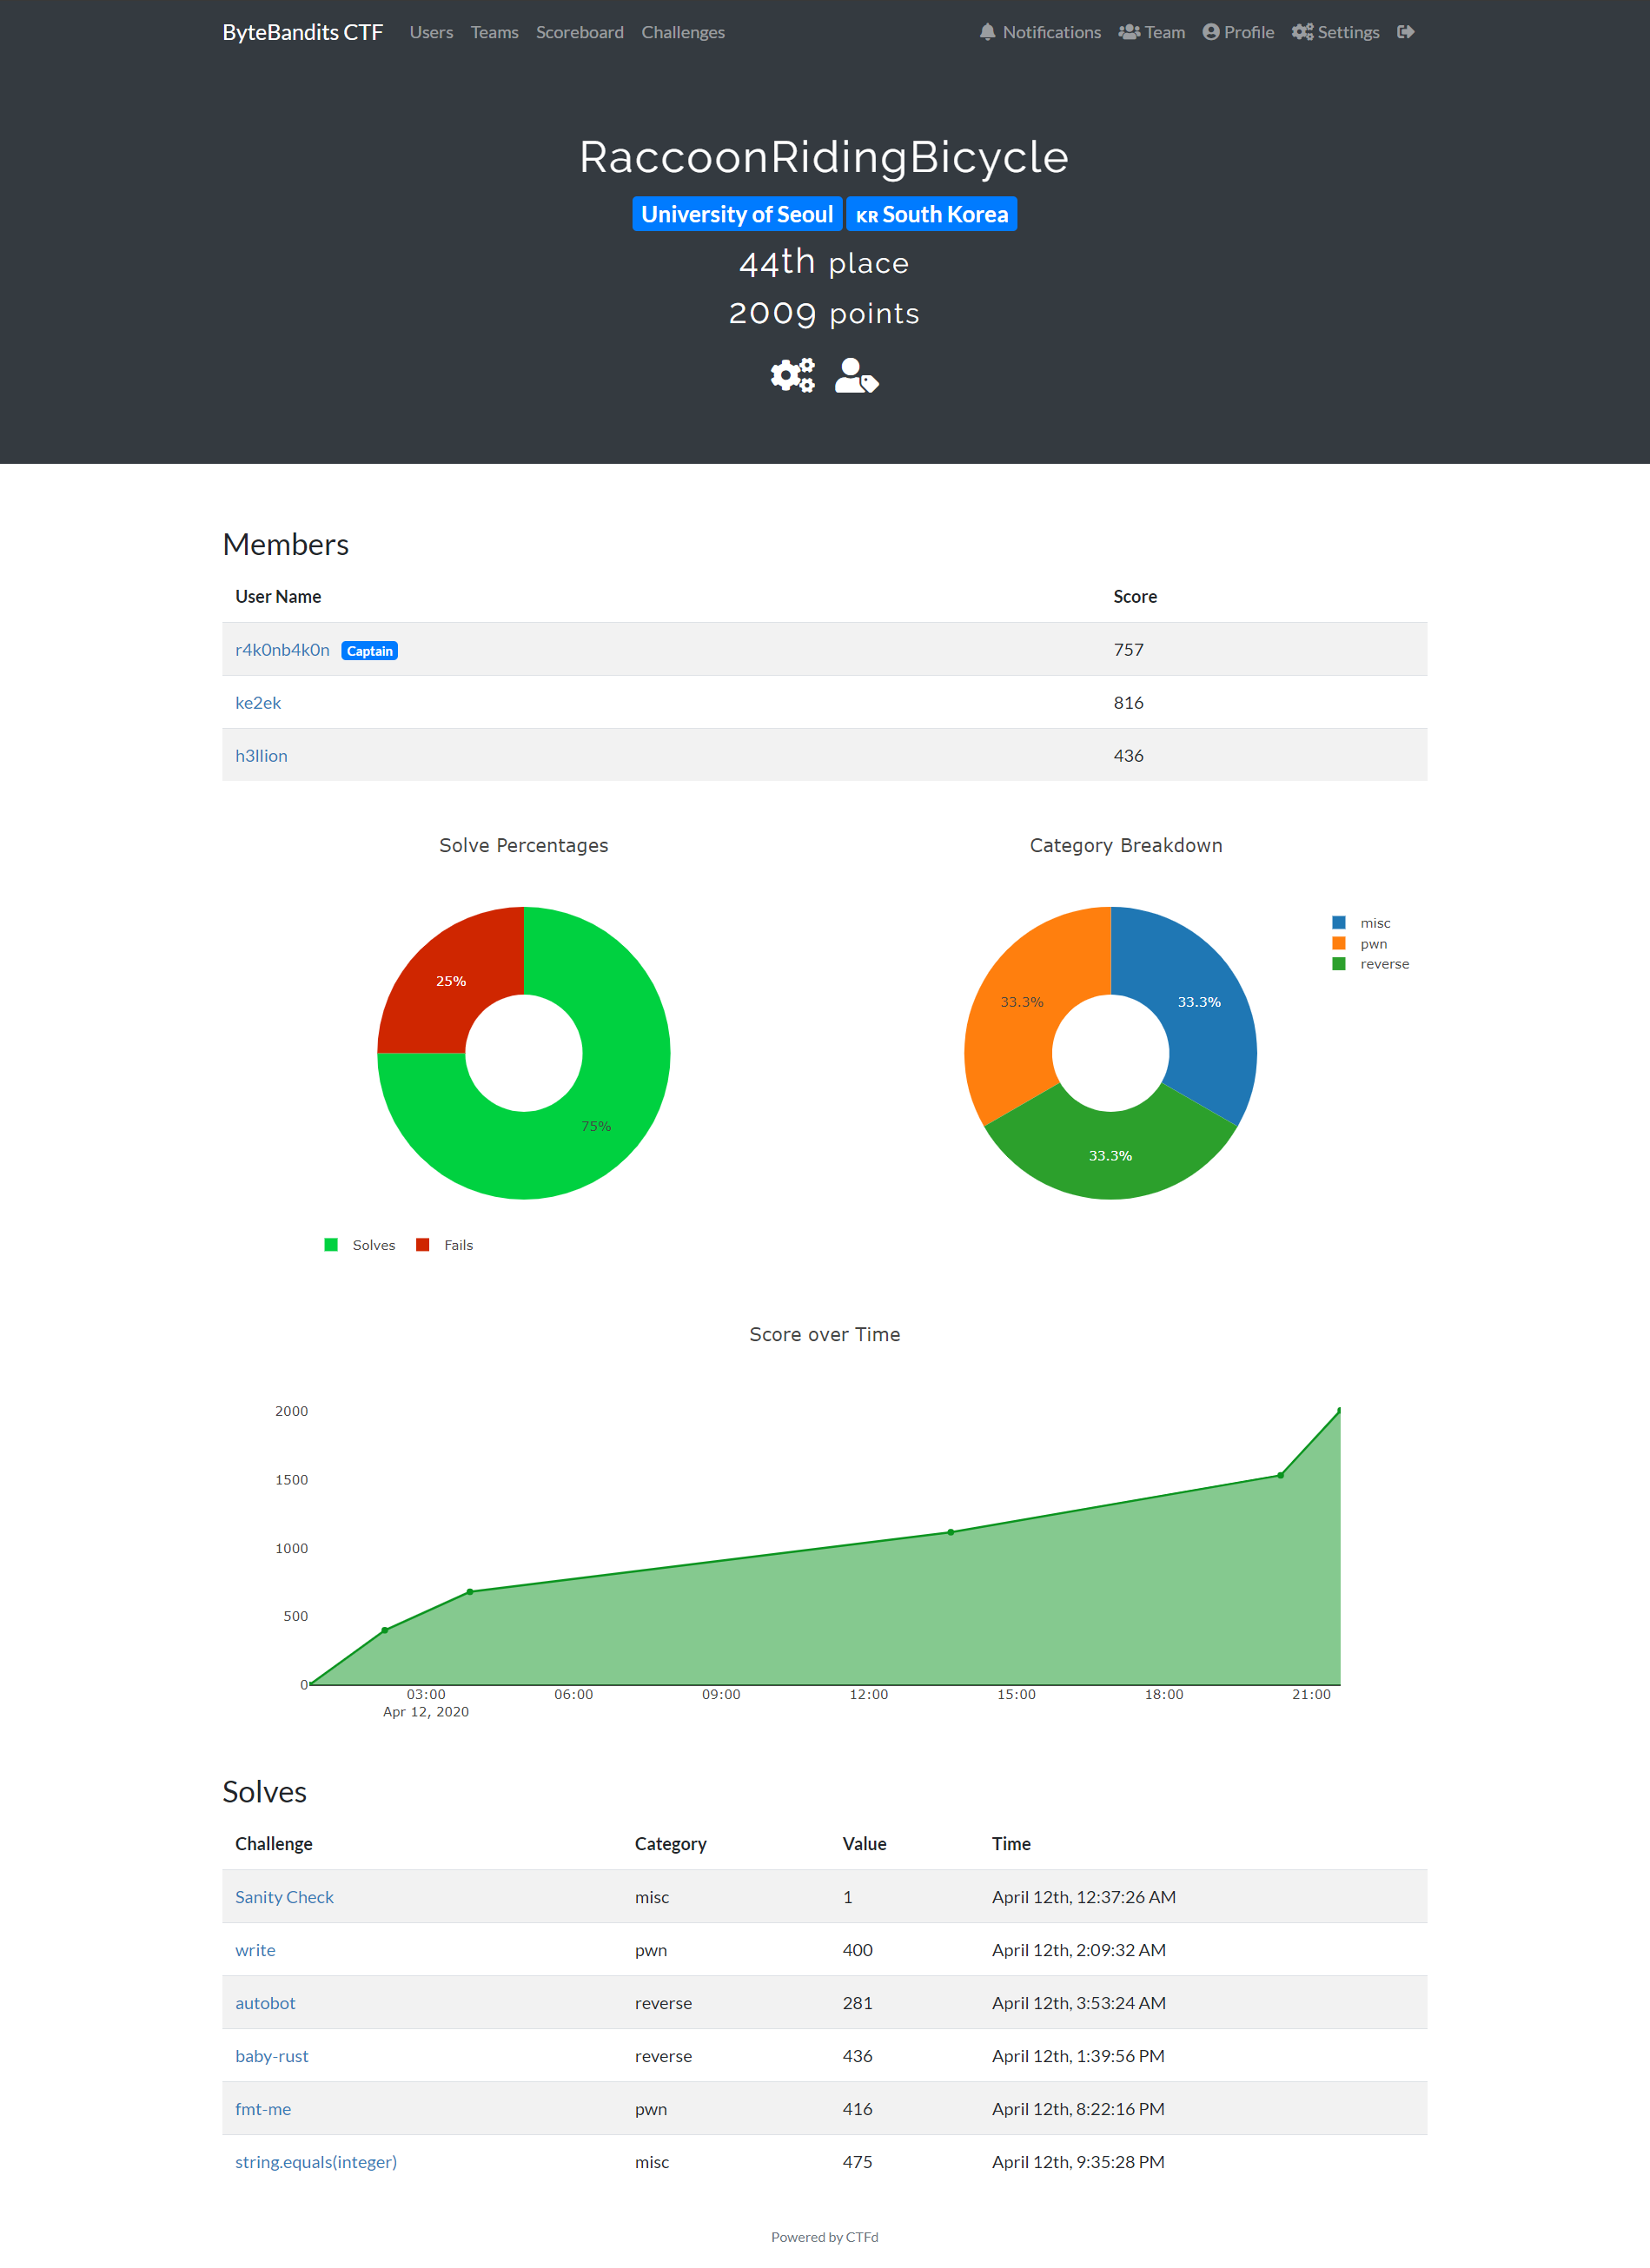 ByteBandits CTF Users Teams Scoreboard Challenges Notifications Team Profile Settings
RaccoonRidingBicycle
University of Seoul KR South Korea
44th place
2009 points
Members
User Name Score
r4k0nb4k0n Captain 757
ke2ek 816
h3llion 436
Solve Percentages Category Breakdown
misc
pwn
reverse
25% 33.3% 33.3%
75%
33.3%
Solves Fails
Score over Time
2000
1500
1000
500
0
03:00 06:00 09:00 12:00 15:00 18:00 21:00
Apr 12, 2020
Solves
Challenge Category Value Time
Sanity Check misc 1 April 12th, 12:37:26 AM
write pwn 400 April 12th, 2:09:32 AM
autobot reverse 281 April 12th, 3:53:24 AM
baby-rust reverse 436 April 12th, 1:39:56 PM
fmt-me pwn 416 April 12th, 8:22:16 PM
string.equals(integer) misc 475 April 12th, 9:35:28 PM
Powered by CTFd